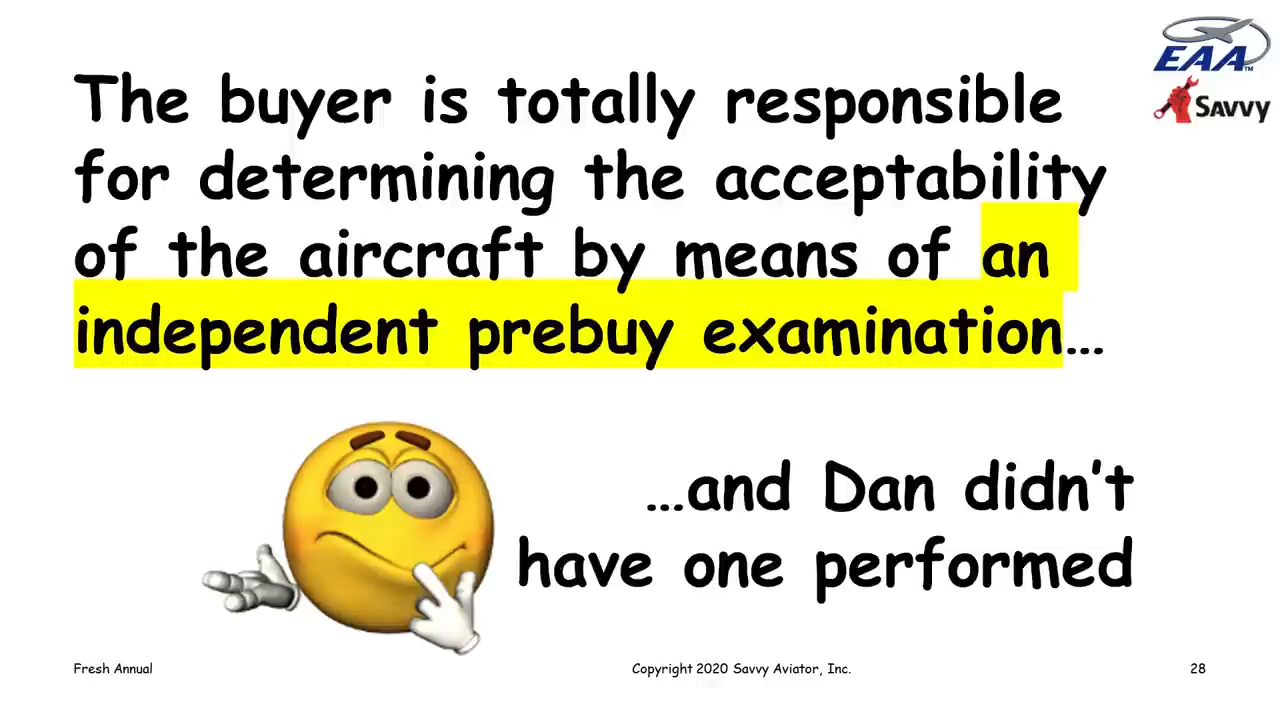 EAA™
Savvy
The buyer is totally responsible
for determining the acceptability
of the aircraft by means of an
independent prebuy examination…
…and Dan didn’t
have one performed
Fresh Annual
Copyright 2020 Savvy Aviator, Inc.
28